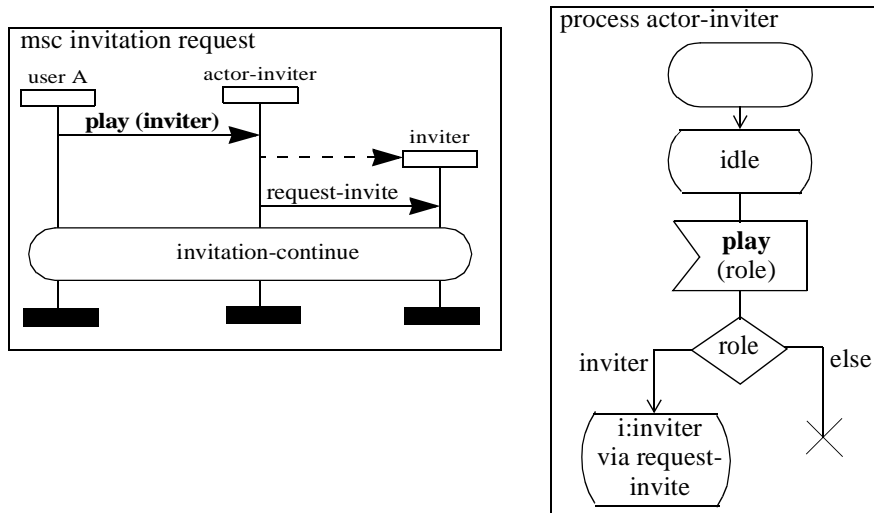 msc invitation request
user A
actor-inviter
play (inviter)
inviter
request-invite
invitation-continue
process actor-inviter
idle
play
(role)
role
inviter
else
i:inviter
via request-
invite